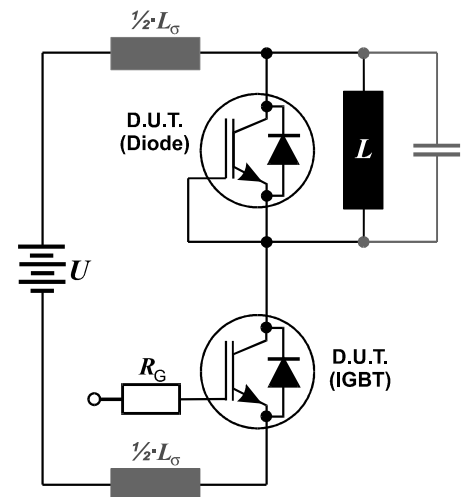 ½·Lσ
D.U.T.
(Diode)
L
U
D.U.T.
(IGBT)
RG
½·Lσ